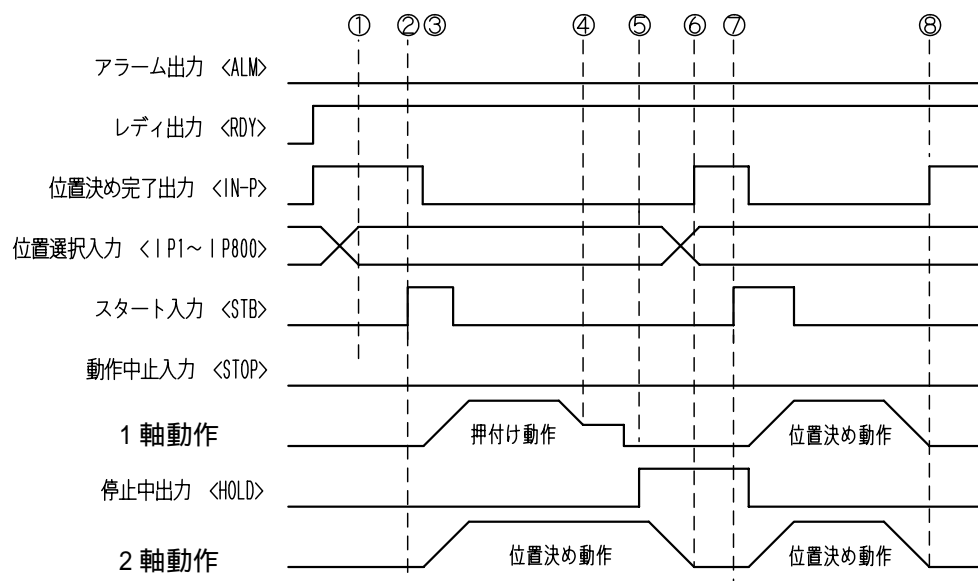 ① ② ③ ④ ⑤ ⑥ ⑦ ⑧
アラーム出力 <ALM>
レディ出力 <RDY>
位置決め完了出力 <IN-P>
位置選択入力 <IP1~IP800>
スタート入力 <STB>
動作中止入力 <STOP>
1軸動作 押付け動作 位置決め動作
停止中出力 <HOLD>
2軸動作 位置決め動作 位置決め動作